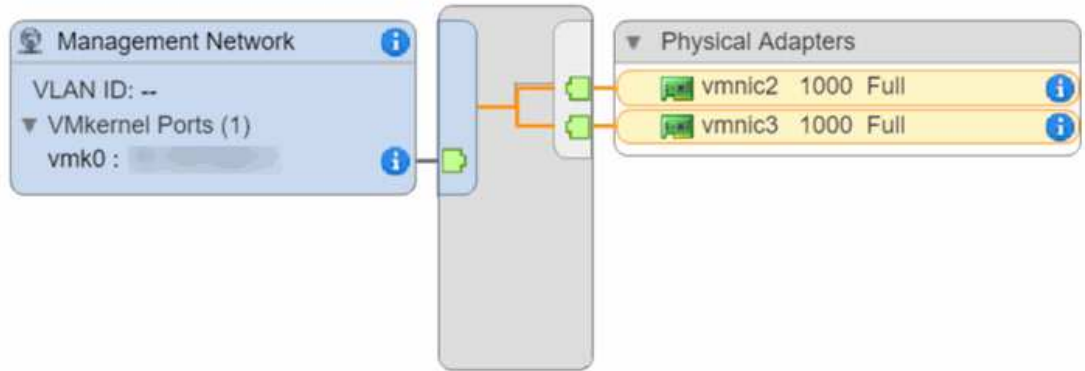 Management Network
VLAN ID: --
VMkernel Ports (1)
vmk0 :
Physical Adapters
vmnic2 1000 Full
vmnic3 1000 Full